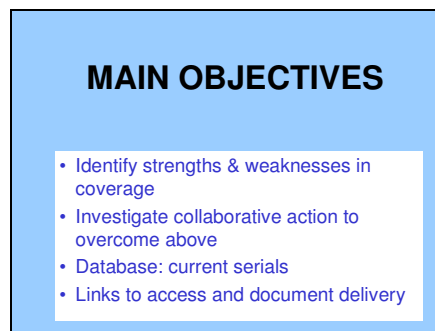 MAIN OBJECTIVES
• Identify strengths & weaknesses in
coverage
• Investigate collaborative action to
overcome above
• Database: current serials
• Links to access and document delivery